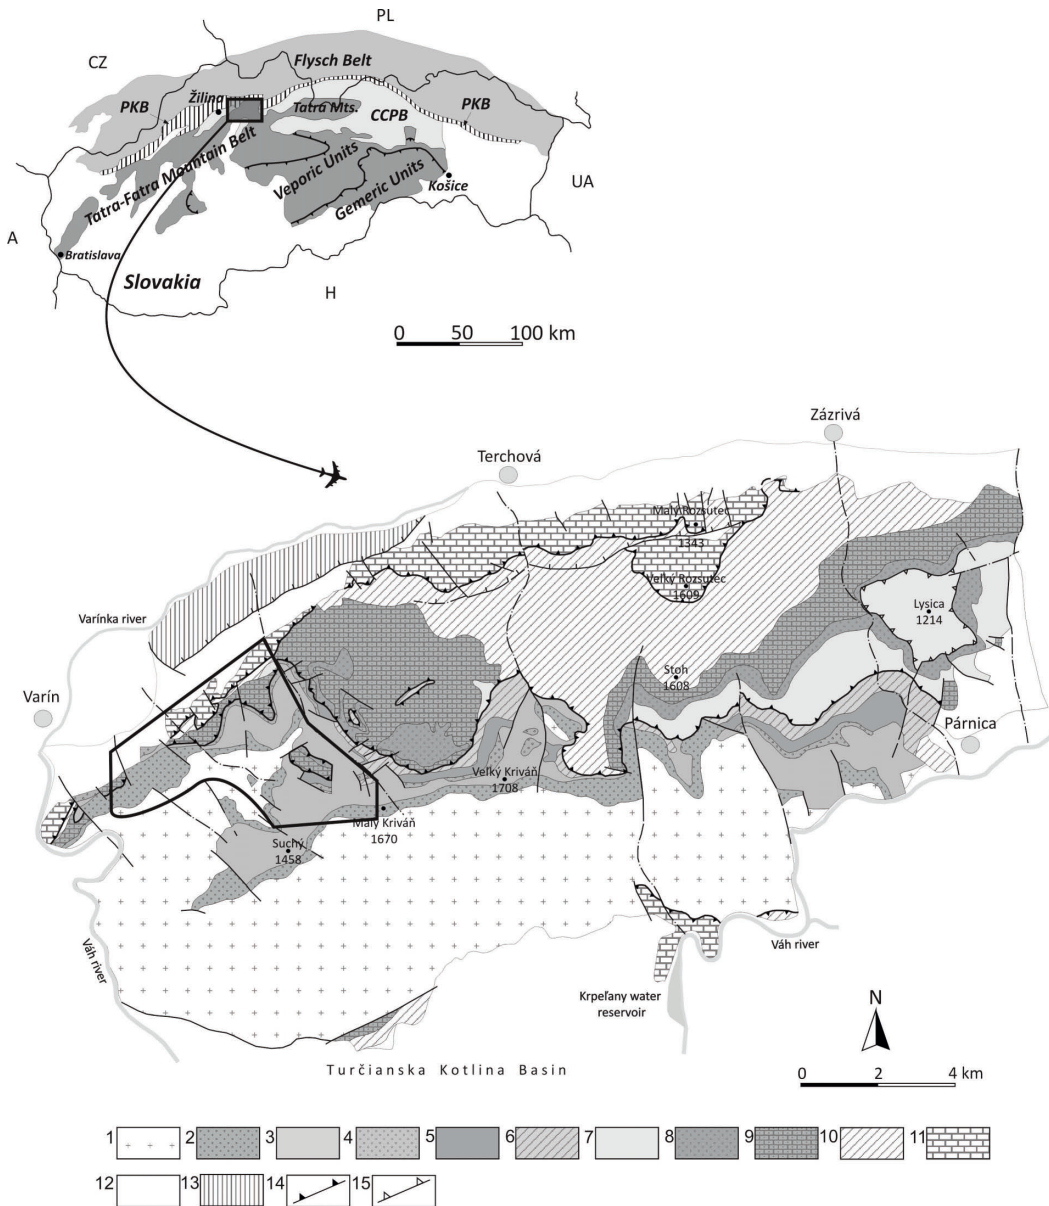 PL
CZ
Flysch Belt
Žilina
PKB
Tatra Mts.
PKB
CCPB
Tatra-Fatra Mountain Belt
Veporic Units
Gemeric Units
Košice
UA
A
Bratislava
Slovakia
H
0 50 100 km
Zázrivá
Terchová
Malý Rozsutec
1343
Veľký Rozsutec
1609
Varínka river
Lysica
1214
Stoh
1608
Varín
Párnica
Veľký Kriváň
1708
Malý Kriváň
1670
Suchý
1458
Váh river
Váh river
Krpeľany water
reservoir
N
Turčianska Kotlina Basin
0 2 4 km
1 2 3 4 5 6 7 8 9 10 11
12 13 14 15